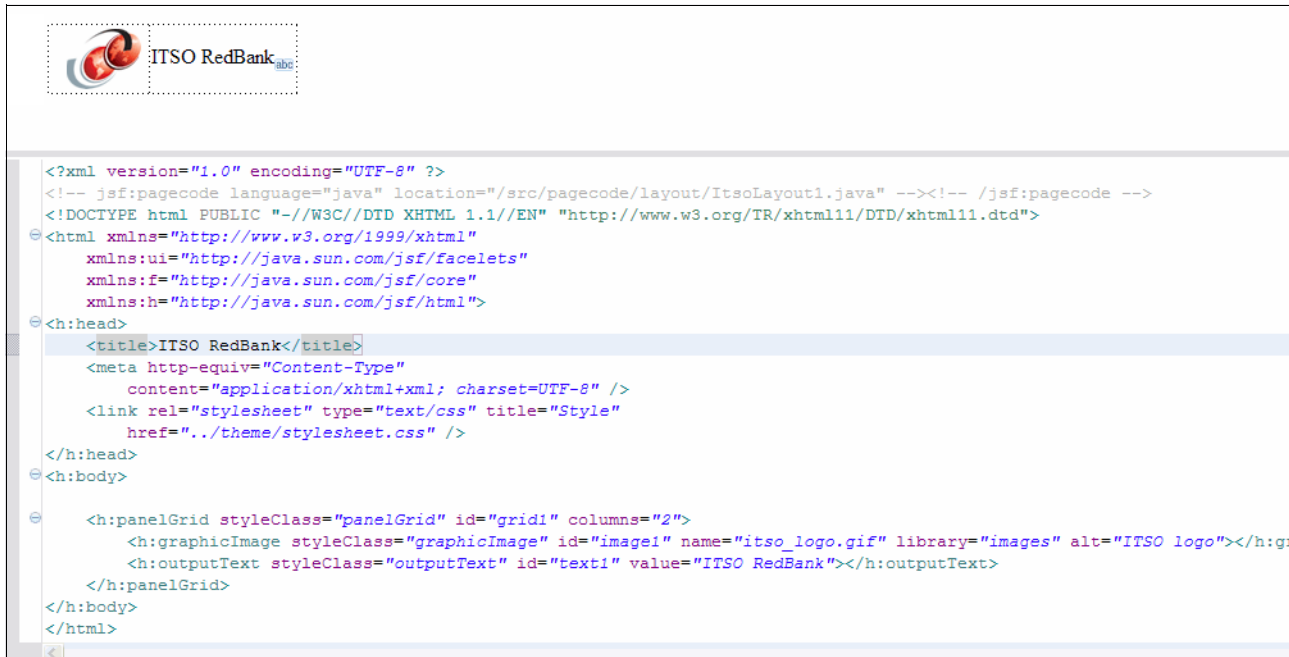 ITSO RedBank abc
<?xml version="1.0" encoding="UTF-8" ?>
<!-- jsf:pagecode language="java" location="/src/pagecode/layout/ItsoLayout1.java" --><!-- /jsf:pagecode -->
<!DOCTYPE html PUBLIC "-//W3C//DTD XHTML 1.1//EN" "http://www.w3.org/TR/xhtml11/DTD/xhtml11.dtd">
<html xmlns="http://www.w3.org/1999/xhtml"
xmlns:ui="http://java.sun.com/jsf/facelets"
xmlns:f="http://java.sun.com/jsf/core"
xmlns:h="http://java.sun.com/jsf/html">
<h:head>
<title>ITSO RedBank</title>
<meta http-equiv="Content-Type"
content="application/xhtml+xml; charset=UTF-8" />
<link rel="stylesheet" type="text/css" title="Style"
href="../theme/stylesheet.css" />
</h:head>
<h:body>
<h:panelGrid styleClass="panelGrid" id="grid1" columns="2">
<h:graphicImage styleClass="graphicImage" id="image1" name="itso_logo.gif" library="images" alt="ITSO logo"></h:gr
<h:outputText styleClass="outputText" id="text1" value="ITSO RedBank"></h:outputText>
</h:panelGrid>
</h:body>
</html>